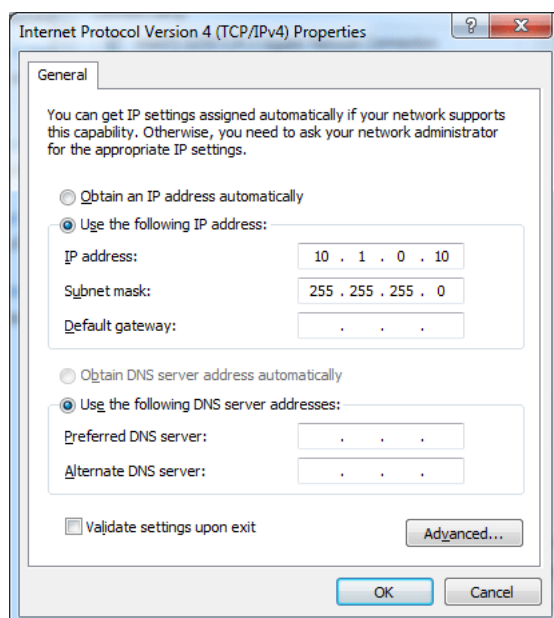 Internet Protocol Version 4 (TCP/IPv4) Properties
?
X
General
You can get IP settings assigned automatically if your network supports
this capability. Otherwise, you need to ask your network administrator
for the appropriate IP settings.
Obtain an IP address automatically
Use the following IP address:
IP address: 10 . 1 . 0 . 10
Subnet mask: 255 . 255 . 255 . 0
Default gateway: . . .
Obtain DNS server address automatically
Use the following DNS server addresses:
Preferred DNS server: . . .
Alternate DNS server: . . .
Validate settings upon exit
Advanced...
OK Cancel